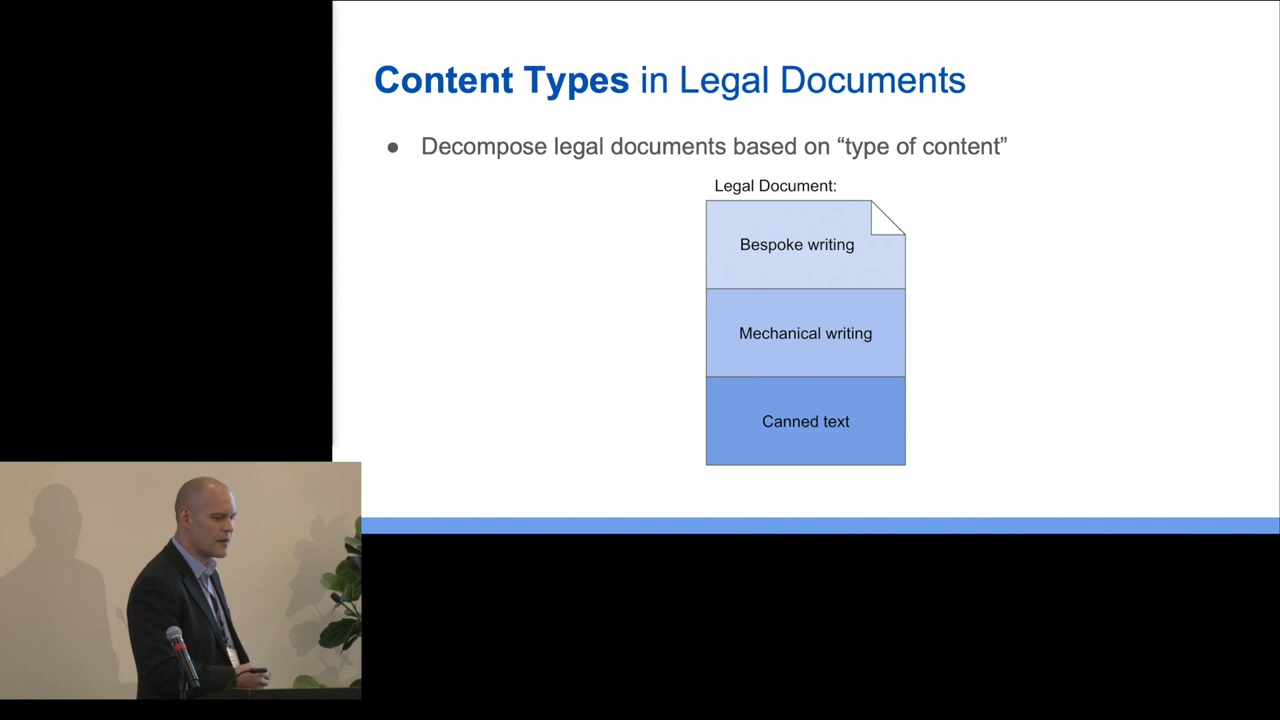 Content Types in Legal Documents
● Decompose legal documents based on “type of content”
Legal Document:
Bespoke writing
Mechanical writing
Canned text